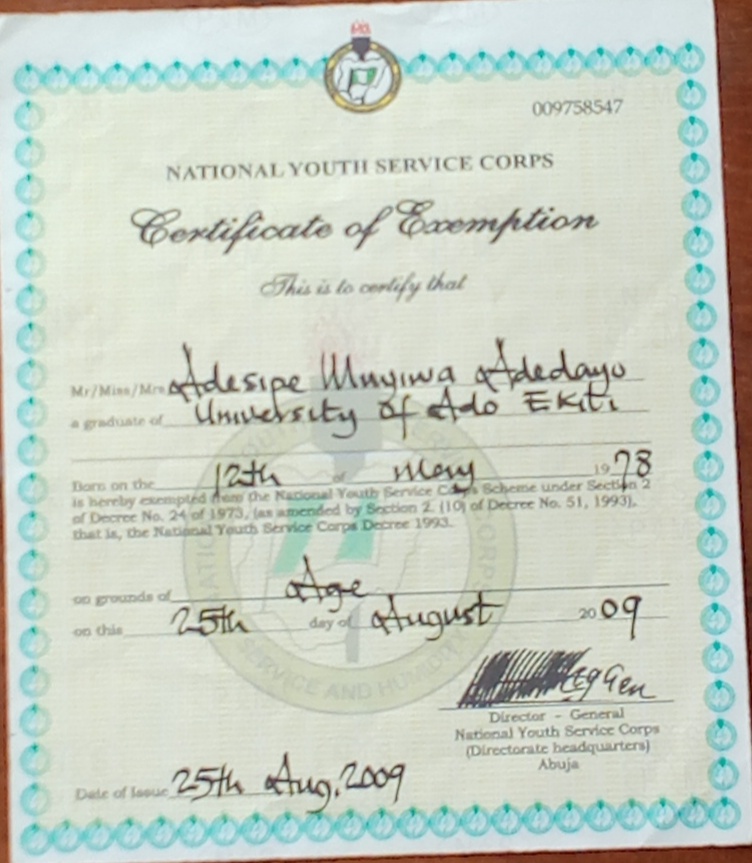 009758547
NATIONAL YOUTH SERVICE CORPS
Certificate of Exemption
This is to certify that
Mr/Miss/Mrs Adesipe Muyiwa Adedayo
a graduate of University of Ado Ekiti
Born on the 12th of May 1978
is hereby exempted from the National Youth Service Corps Scheme under Section 2
of Decree No. 24 of 1973, (as amended by Section 2. (10) of Decree No. 51, 1993).
that is, the National Youth Service Corps Decree 1993.
on grounds of Age
on this 25th day of August 2009
Director - General
National Youth Service Corps
(Directorate headquarters)
Abuja
Date of Issue 25th Aug. 2009
SERVICE AND HUMILITY